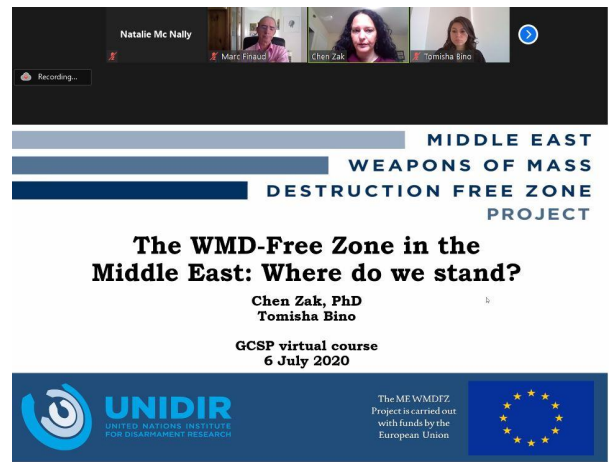 Natalie Mc Nally
Marc Finaud
Chen Zak
Tomisha Bino
Recording...
MIDDLE EAST
WEAPONS OF MASS
DESTRUCTION FREE ZONE
PROJECT
The WMD-Free Zone in the
Middle East: Where do we stand?
Chen Zak, PhD
Tomisha Bino
GCSP virtual course
6 July 2020
UNIDIR
UNITED NATIONS INSTITUTE
FOR DISARMAMENT RESEARCH
The ME WMDFZ
Project is carried out
with funds by the
European Union